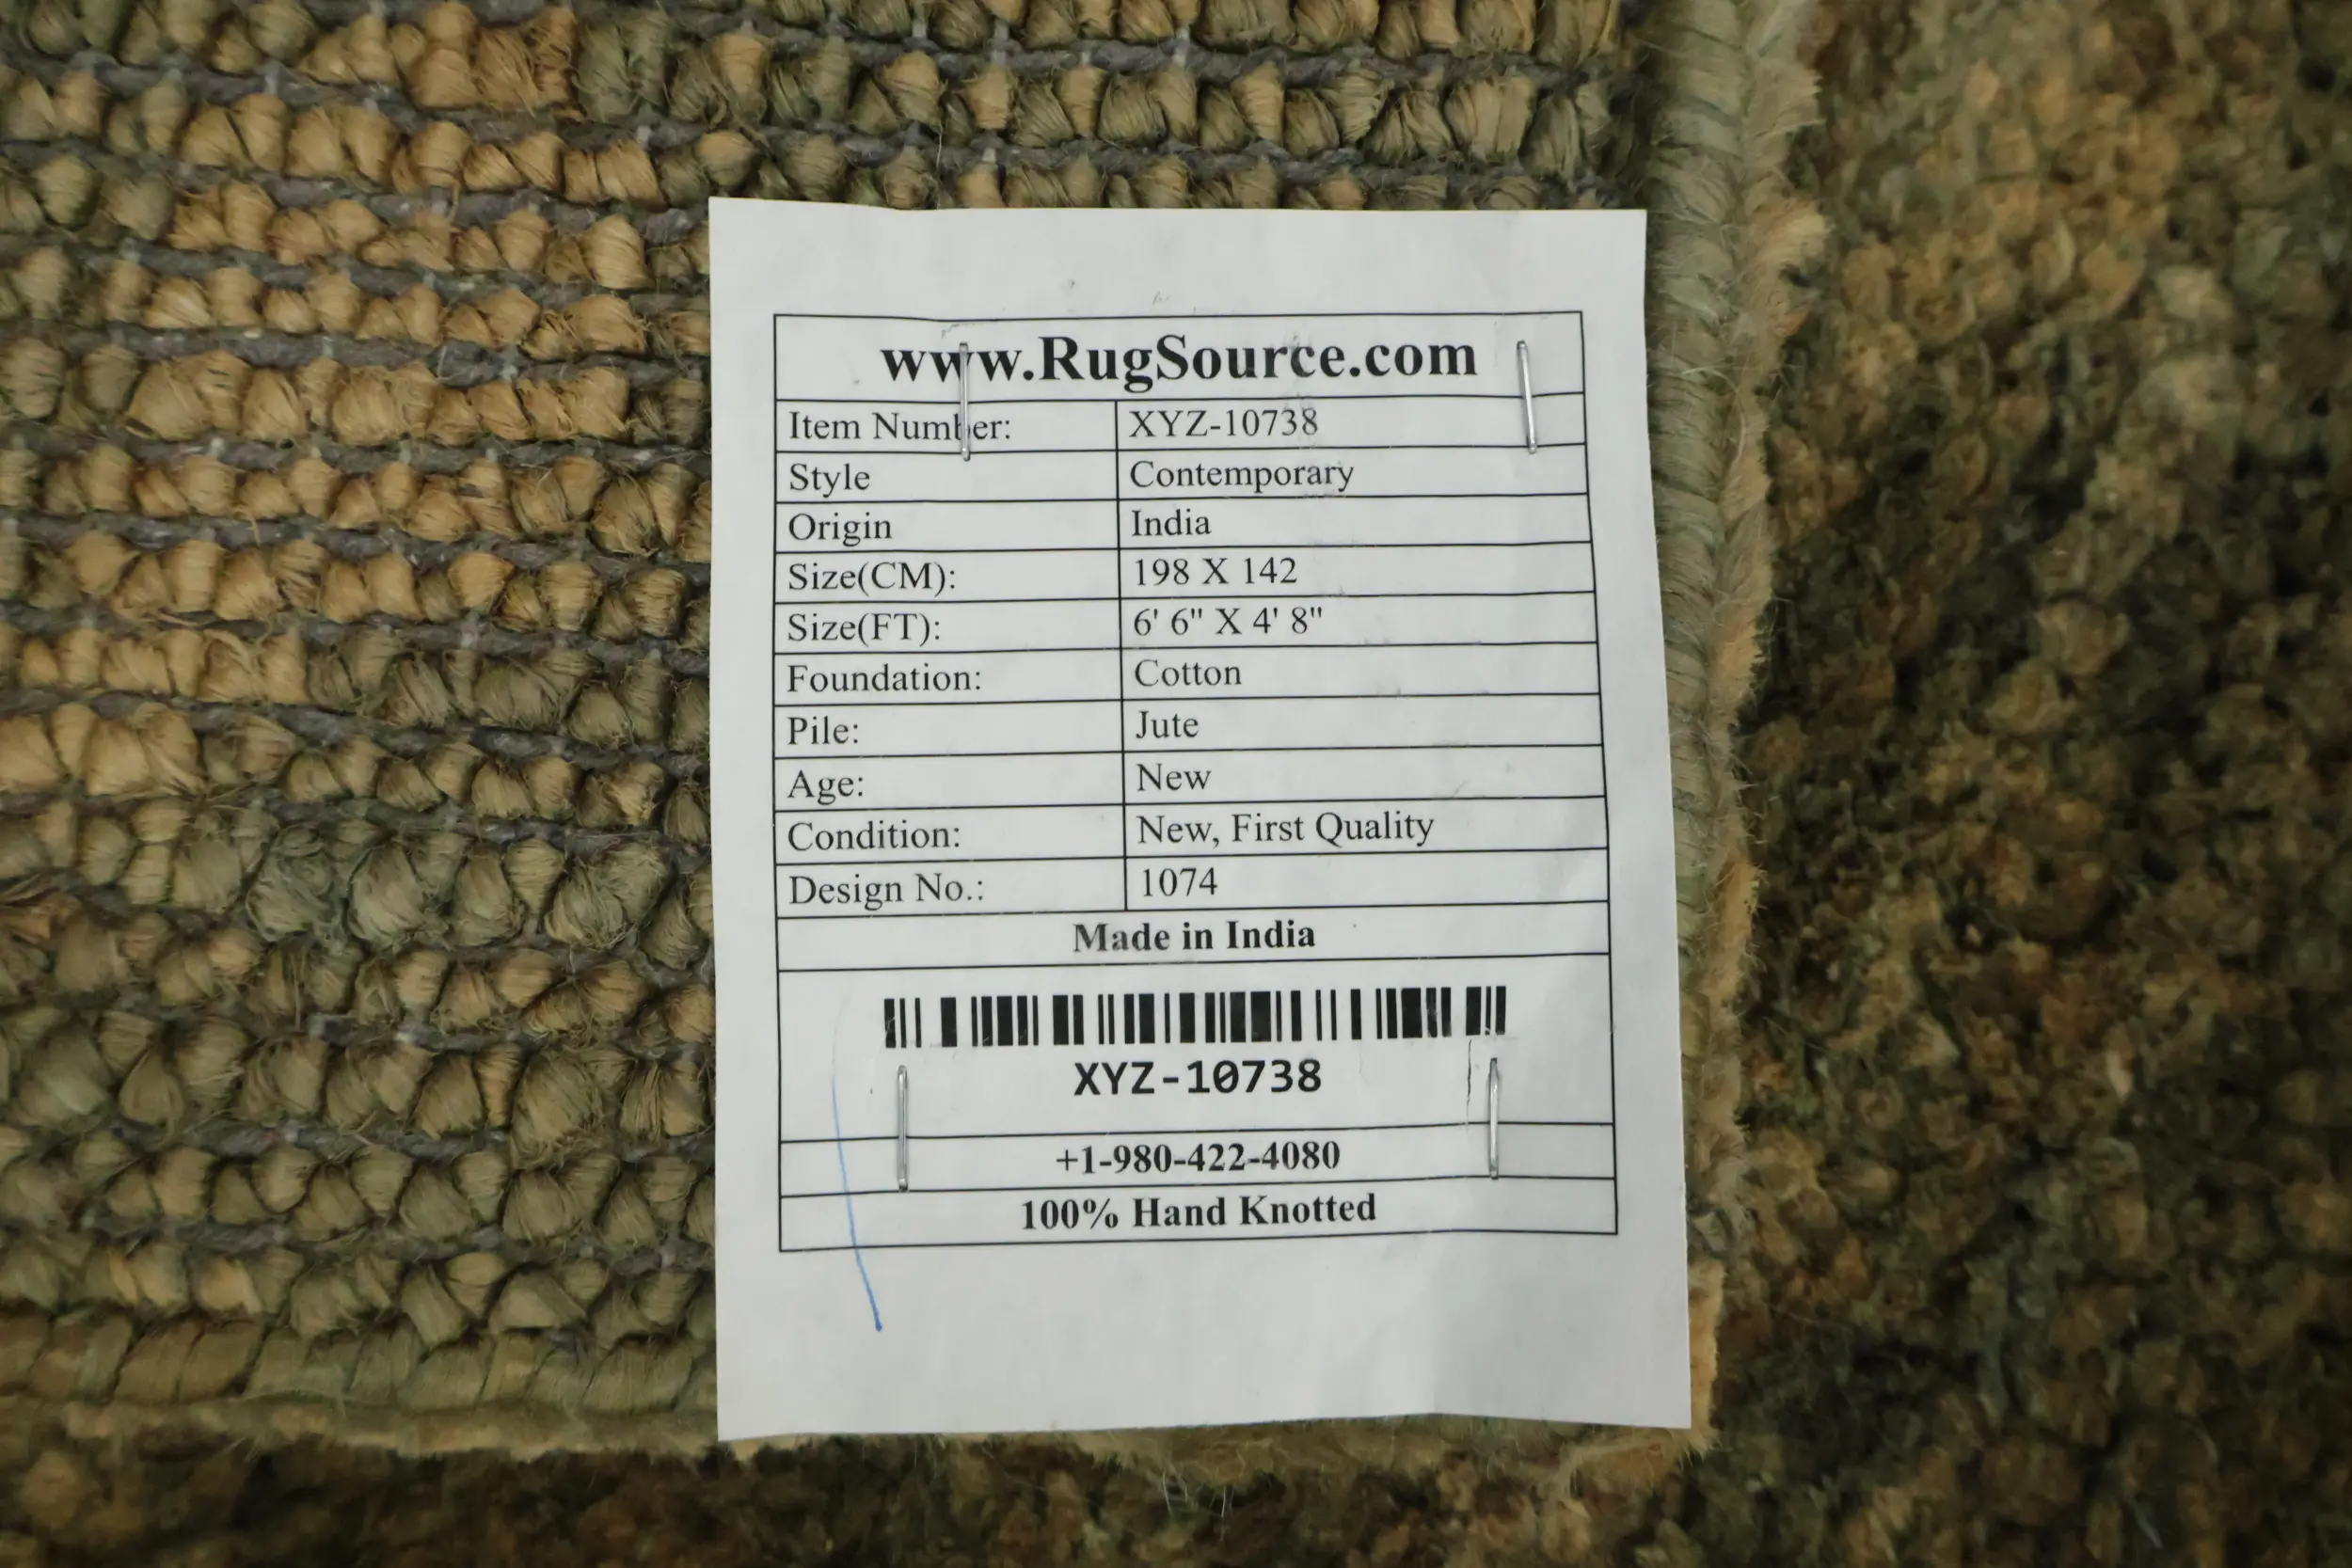 www.RugSource.com
Item Number: XYZ-10738
Style Contemporary
Origin India
Size(CM): 198 X 142
Size(FT): 6' 6" X 4' 8"
Foundation: Cotton
Pile: Jute
Age: New
Condition: New, First Quality
Design No.: 1074
Made in India
XYZ-10738
+1-980-422-4080
100% Hand Knotted